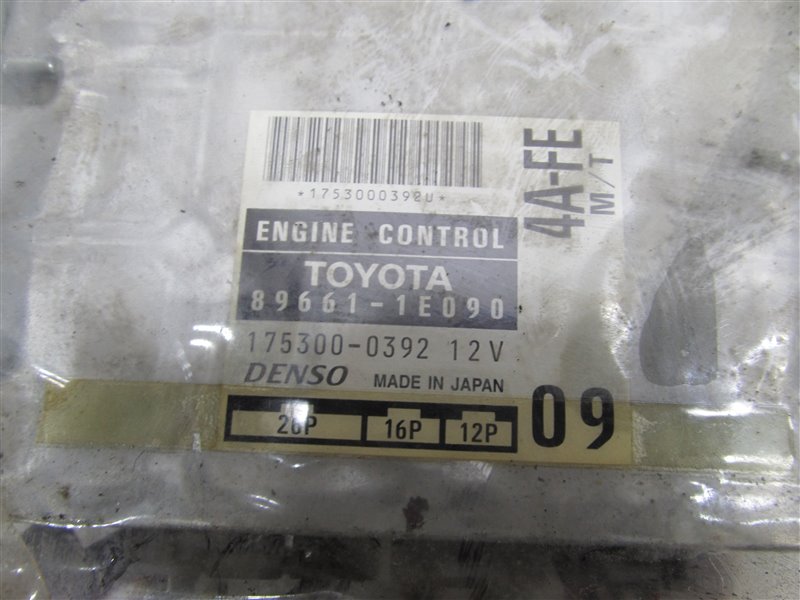 *1753000392U*
ENGINE CONTROL
TOYOTA
89661-1E090
175300-0392 12V
DENSO MADE IN JAPAN
26P 16P 12P
09
4A-FE
M/T